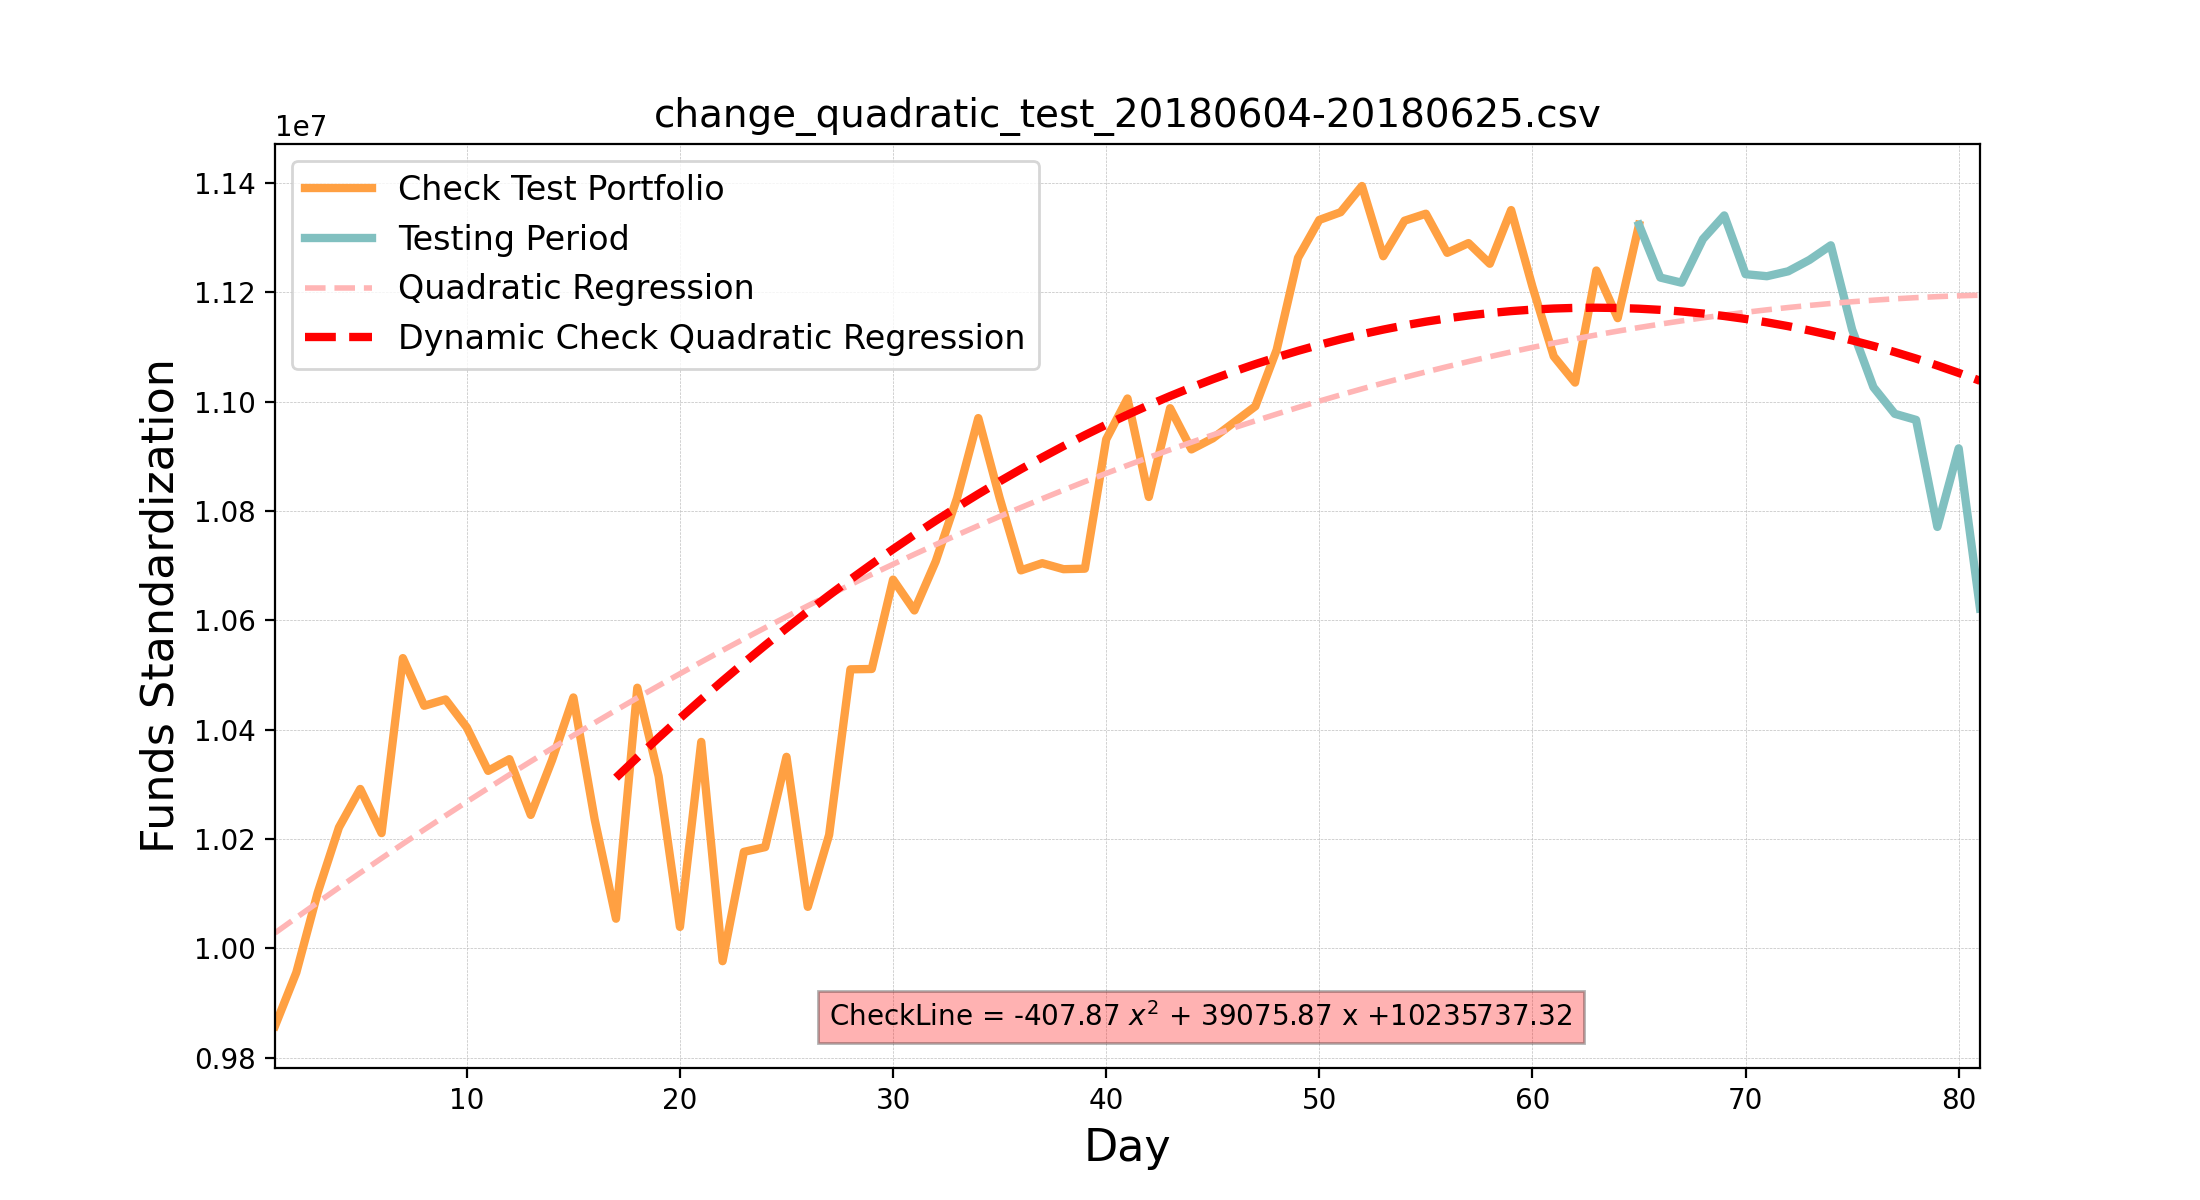 change_quadratic_test_20180604-20180625.csv
1e7
Check Test Portfolio
Testing Period
Quadratic Regression
Dynamic Check Quadratic Regression
Funds Standardization
1.14
1.12
1.10
1.08
1.06
1.04
1.02
1.00
0.98
CheckLine = -407.87 x² + 39075.87 x +10235737.32
10 20 30 40 50 60 70 80
Day